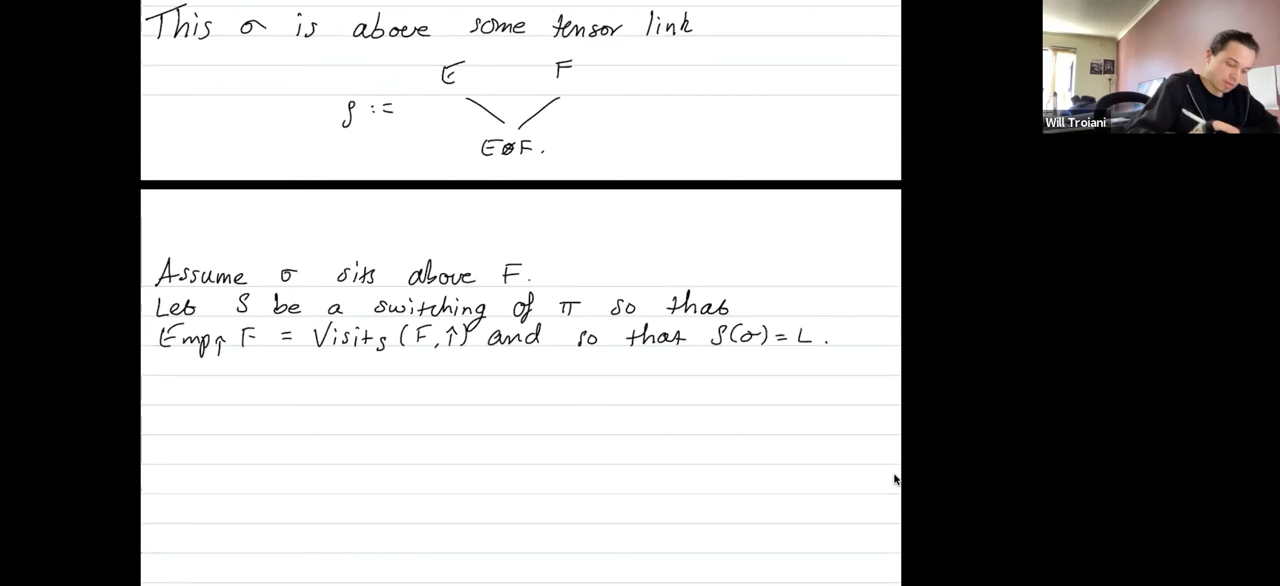 This σ is above some tensor link
E F
ρ :=
E⊗F.
Will Troiani
Assume σ sits above F.
Let S be a switching of π so that
Emp↑ F = Visits (F,↑) and so that S(σ) = L.